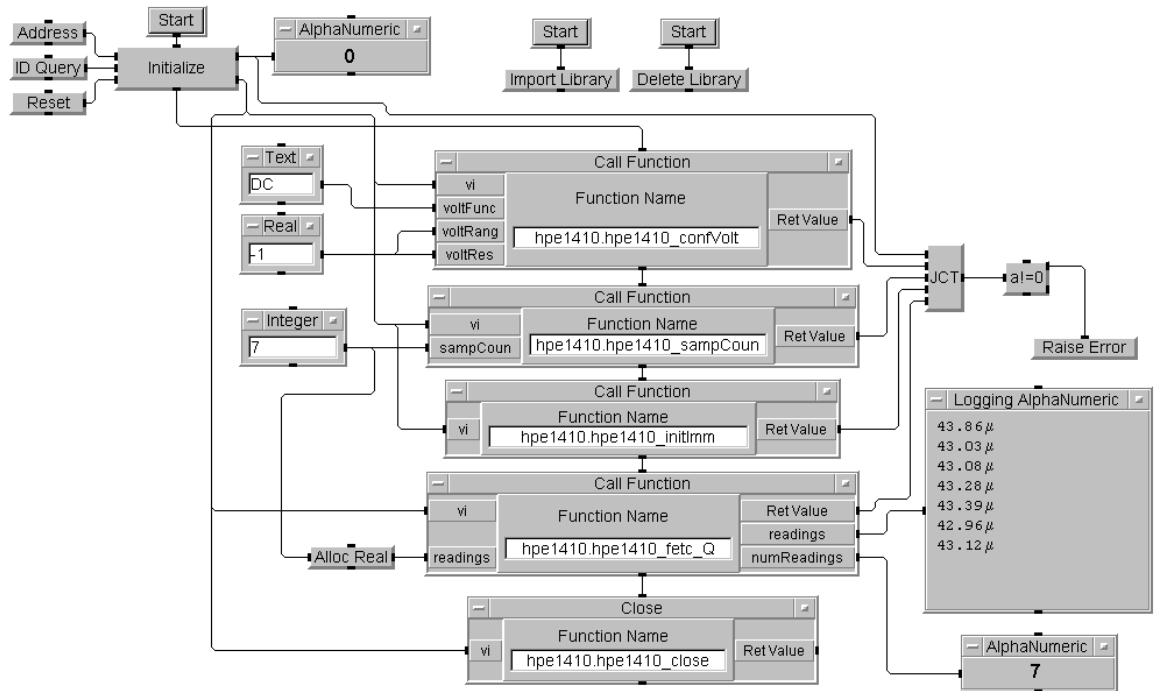 Address
ID Query
Reset
Start
Initialize
AlphaNumeric
0
Start
Import Library
Start
Delete Library
Text
DC
Real
-1
Integer
7
Call Function
vi
voltFunc
voltRang
voltRes
Function Name
hpe1410.hpe1410_confVolt
Ret Value
Call Function
vi
sampCoun
Function Name
hpe1410.hpe1410_sampCoun
Ret Value
Call Function
vi
Function Name
hpe1410.hpe1410_initImm
Ret Value
Call Function
vi
readings
Function Name
hpe1410.hpe1410_fetc_Q
Ret Value
readings
numReadings
Alloc Real
Close
vi
Function Name
hpe1410.hpe1410_close
Ret Value
JCT
a!=0
Raise Error
Logging AlphaNumeric
43.86µ
43.03µ
43.08µ
43.28µ
43.39µ
42.96µ
43.12µ
AlphaNumeric
7